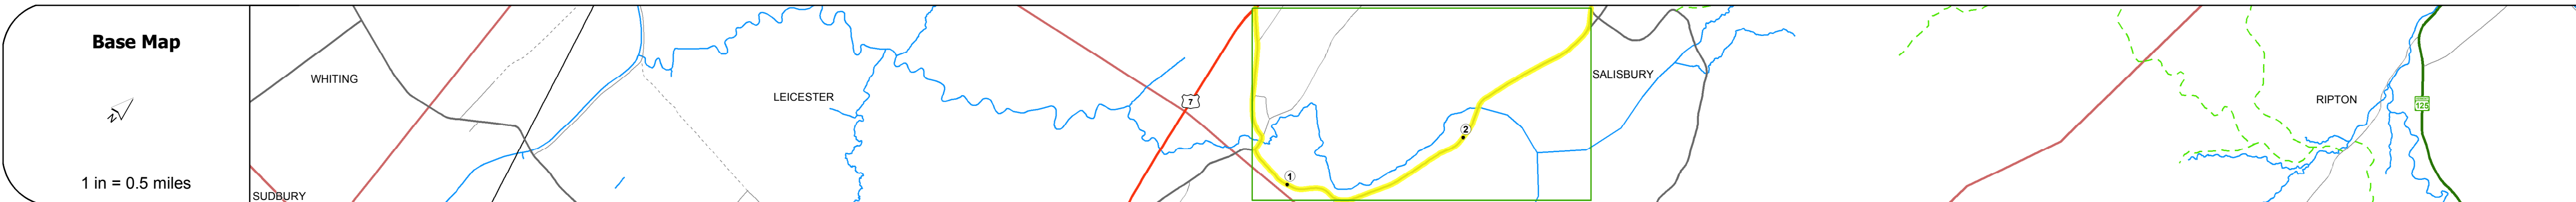 Base Map
WHITING
LEICESTER
SALISBURY
RIPTON
7
125
N
2
1
1 in = 0.5 miles
SUDBURY